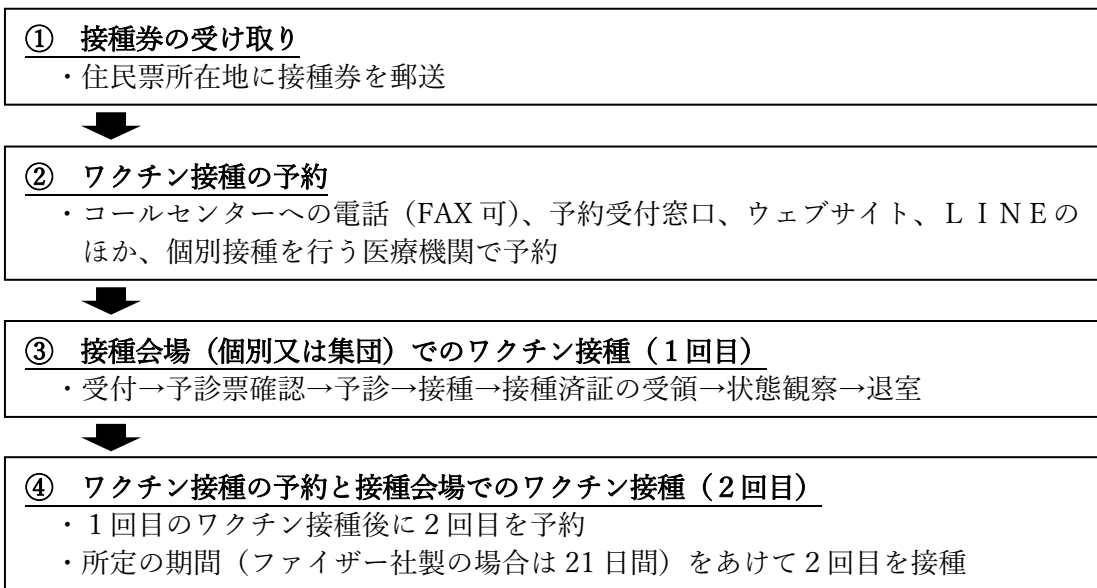 ① 接種券の受け取り
・住民票所在地に接種券を郵送
② ワクチン接種の予約
・コールセンターへの電話（FAX 可）、予約受付窓口、ウェブサイト、ＬＩＮＥの
ほか、個別接種を行う医療機関で予約
③ 接種会場（個別又は集団）でのワクチン接種（１回目）
・受付→予診票確認→予診→接種→接種済証の受領→状態観察→退室
④ ワクチン接種の予約と接種会場でのワクチン接種（２回目）
・１回目のワクチン接種後に２回目を予約
・所定の期間（ファイザー社製の場合は 21 日間）をあけて２回目を接種